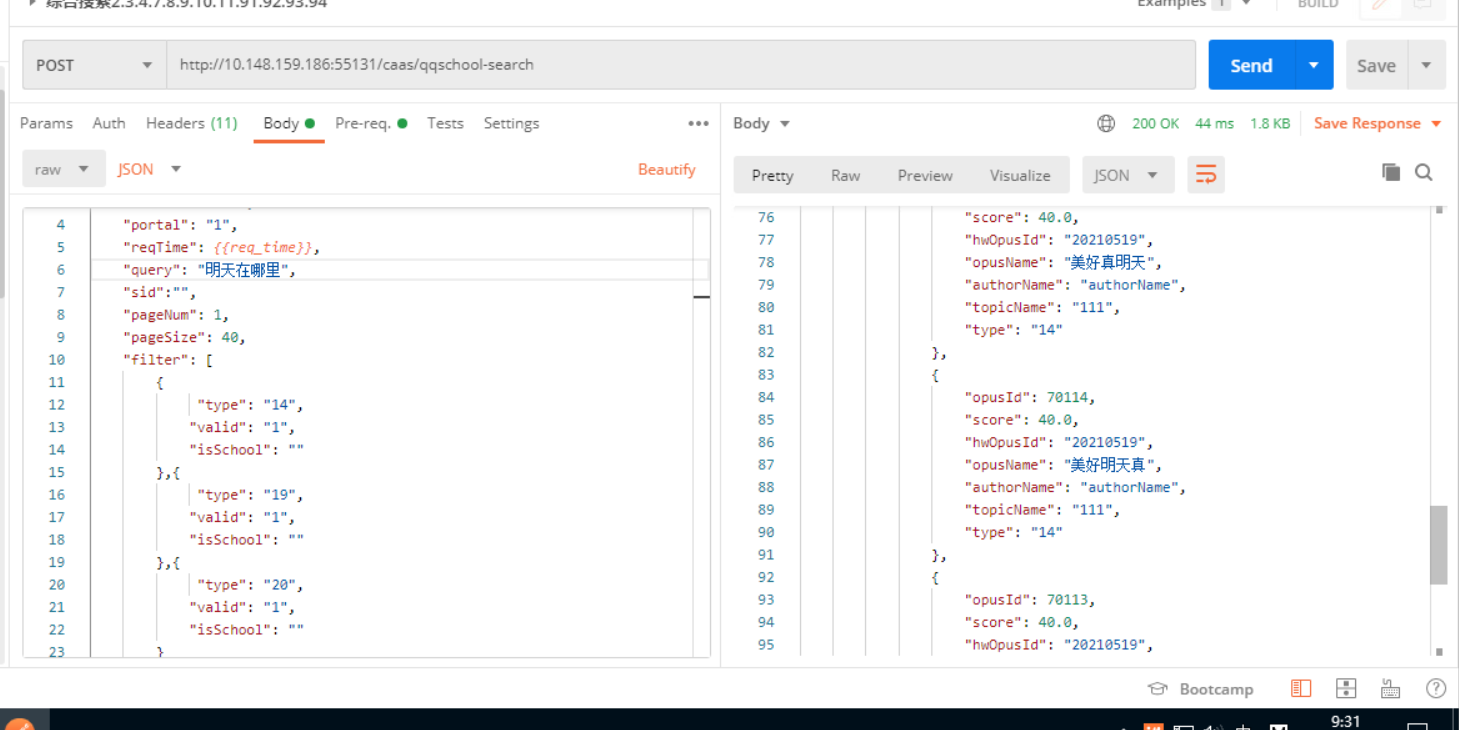 综合搜索2.3.4.7.8.9.10.11.91.92.93.94
Examples 1
BUILD
POST
http://10.148.159.186:55131/caas/qqschool-search
Send
Save
Params Auth Headers (11) Body Pre-req. Tests Settings
raw JSON Beautify
4 "portal": "1",
5 "reqTime": {{req_time}},
6 "query": "明天在哪里",
7 "sid":"",
8 "pageNum": 1,
9 "pageSize": 40,
10 "filter": [
11 {
12 "type": "14",
13 "valid": "1",
14 "isSchool": ""
15 },{
16 "type": "19",
17 "valid": "1",
18 "isSchool": ""
19 },{
20 "type": "20",
21 "valid": "1",
22 "isSchool": ""
23 }
Body 200 OK 44 ms 1.8 KB Save Response
Pretty Raw Preview Visualize JSON
76 "score": 40.0,
77 "hwOpusId": "20210519",
78 "opusName": "美好真明天",
79 "authorName": "authorName",
80 "topicName": "111",
81 "type": "14"
82 },
83 {
84 "opusId": 70114,
85 "score": 40.0,
86 "hwOpusId": "20210519",
87 "opusName": "美好明天真",
88 "authorName": "authorName",
89 "topicName": "111",
90 "type": "14"
91 },
92 {
93 "opusId": 70113,
94 "score": 40.0,
95 "hwOpusId": "20210519",
Bootcamp
9:31